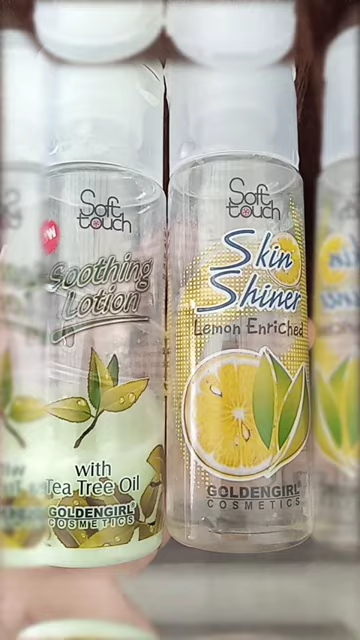 Soft
touch
Soothing
Lotion
with
Tea Tree Oil
GOLDENGIRL
COSMETICS
Soft
touch
Skin
Shiner
Lemon Enriched
GOLDENGIRL
COSMETICS